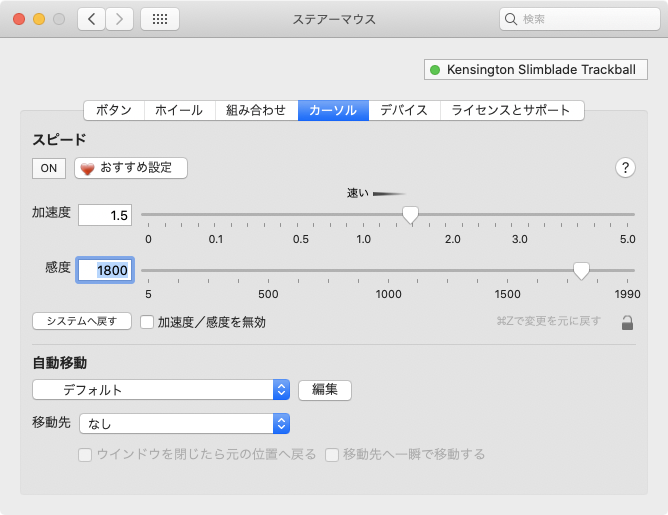 ステアーマウス
検索
Kensington Slimblade Trackball
ボタン ホイール 組み合わせ カーソル デバイス ライセンスとサポート
スピード
ON おすすめ設定 ?
速い
加速度 1.5
0 0.1 0.5 1.0 2.0 3.0 5.0
感度 1800
5 500 1000 1500 1990
システムへ戻す 加速度／感度を無効 ⌘Zで変更を元に戻す
自動移動
デフォルト 編集
移動先 なし
ウインドウを閉じたら元の位置へ戻る 移動先へ一瞬で移動する